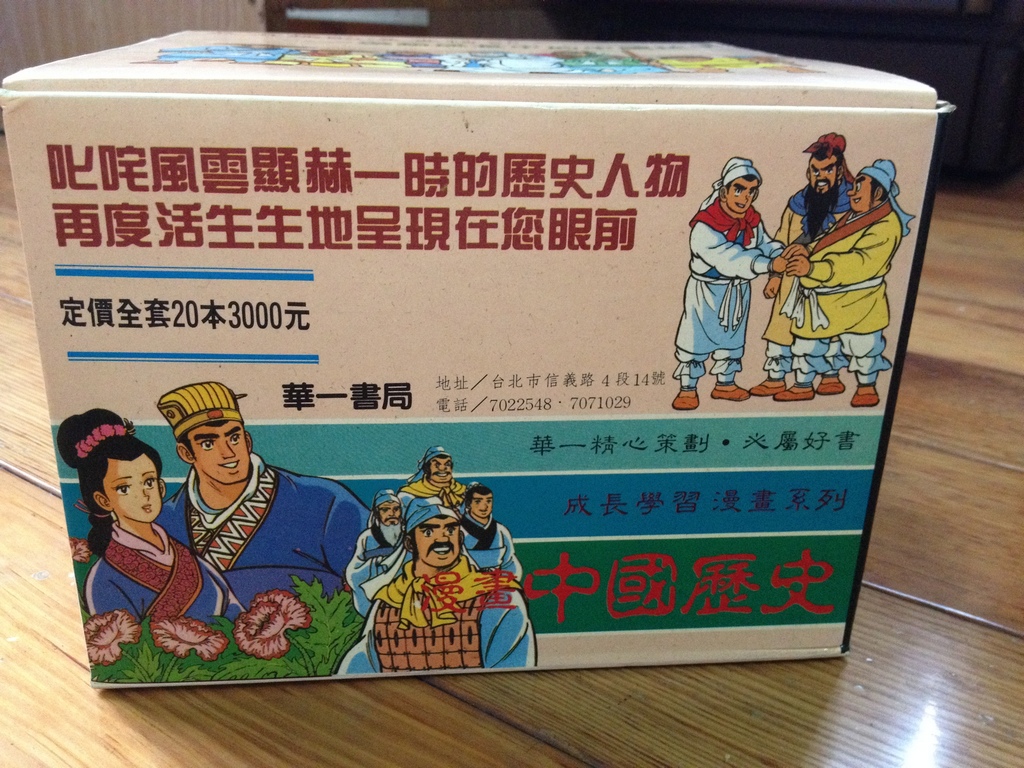 叱咤風雲顯赫一時的歷史人物
再度活生生地呈現在您眼前
定價全套20本3000元
華一書局
地址／台北市信義路4段14號
電話／7022548．7071029
華一精心策劃・必屬好書
成長學習漫畫系列
漫畫中國歷史